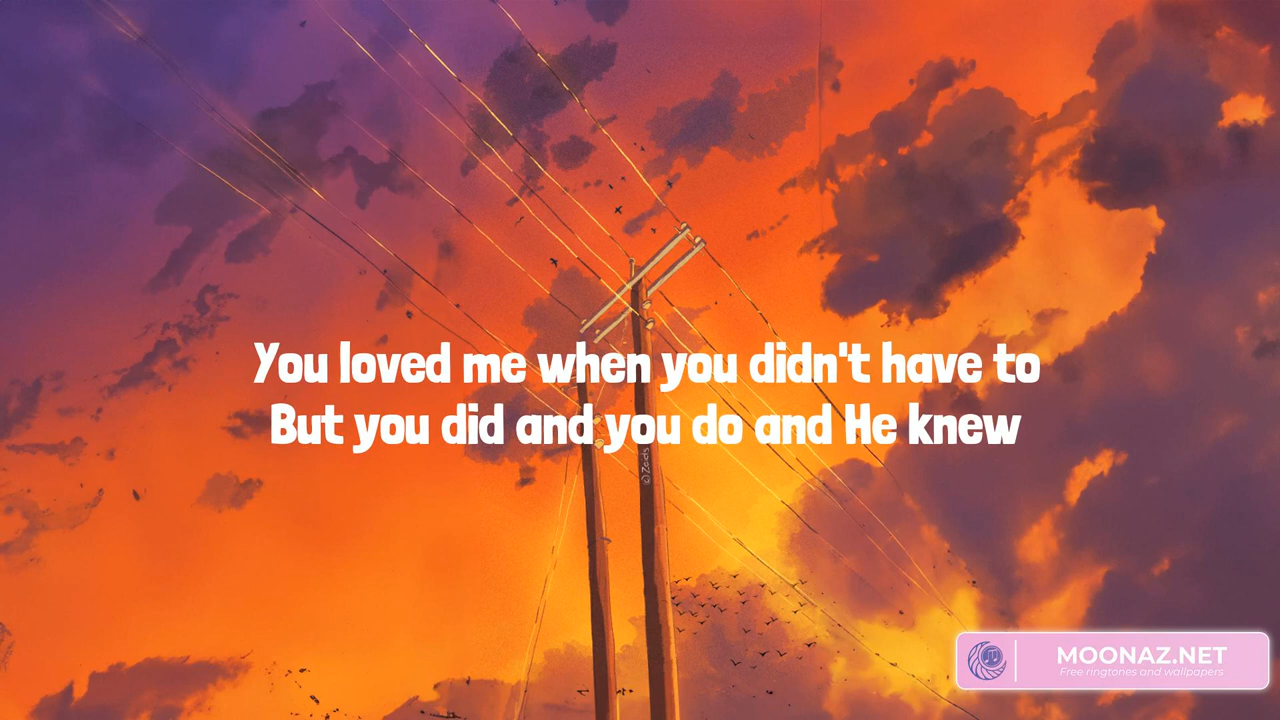 You loved me when you didn't have to
But you did and you do and He knew
© Zaids
MOONAZ.NET
Free ringtones and wallpapers